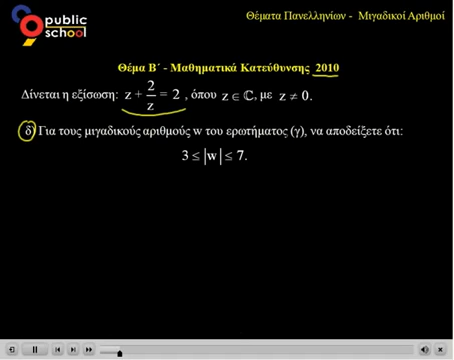 public
school
9
Θέματα Πανελληνίων - Μιγαδικοί Αριθμοί
Θέμα Β΄ - Μαθηματικά Κατεύθυνσης 2010
Δίνεται η εξίσωση: z + 2/z = 2 , όπου z ∈ ℂ, με z ≠ 0.
δ) Για τους μιγαδικούς αριθμούς w του ερωτήματος (γ), να αποδείξετε ότι:
3 ≤ |w| ≤ 7.